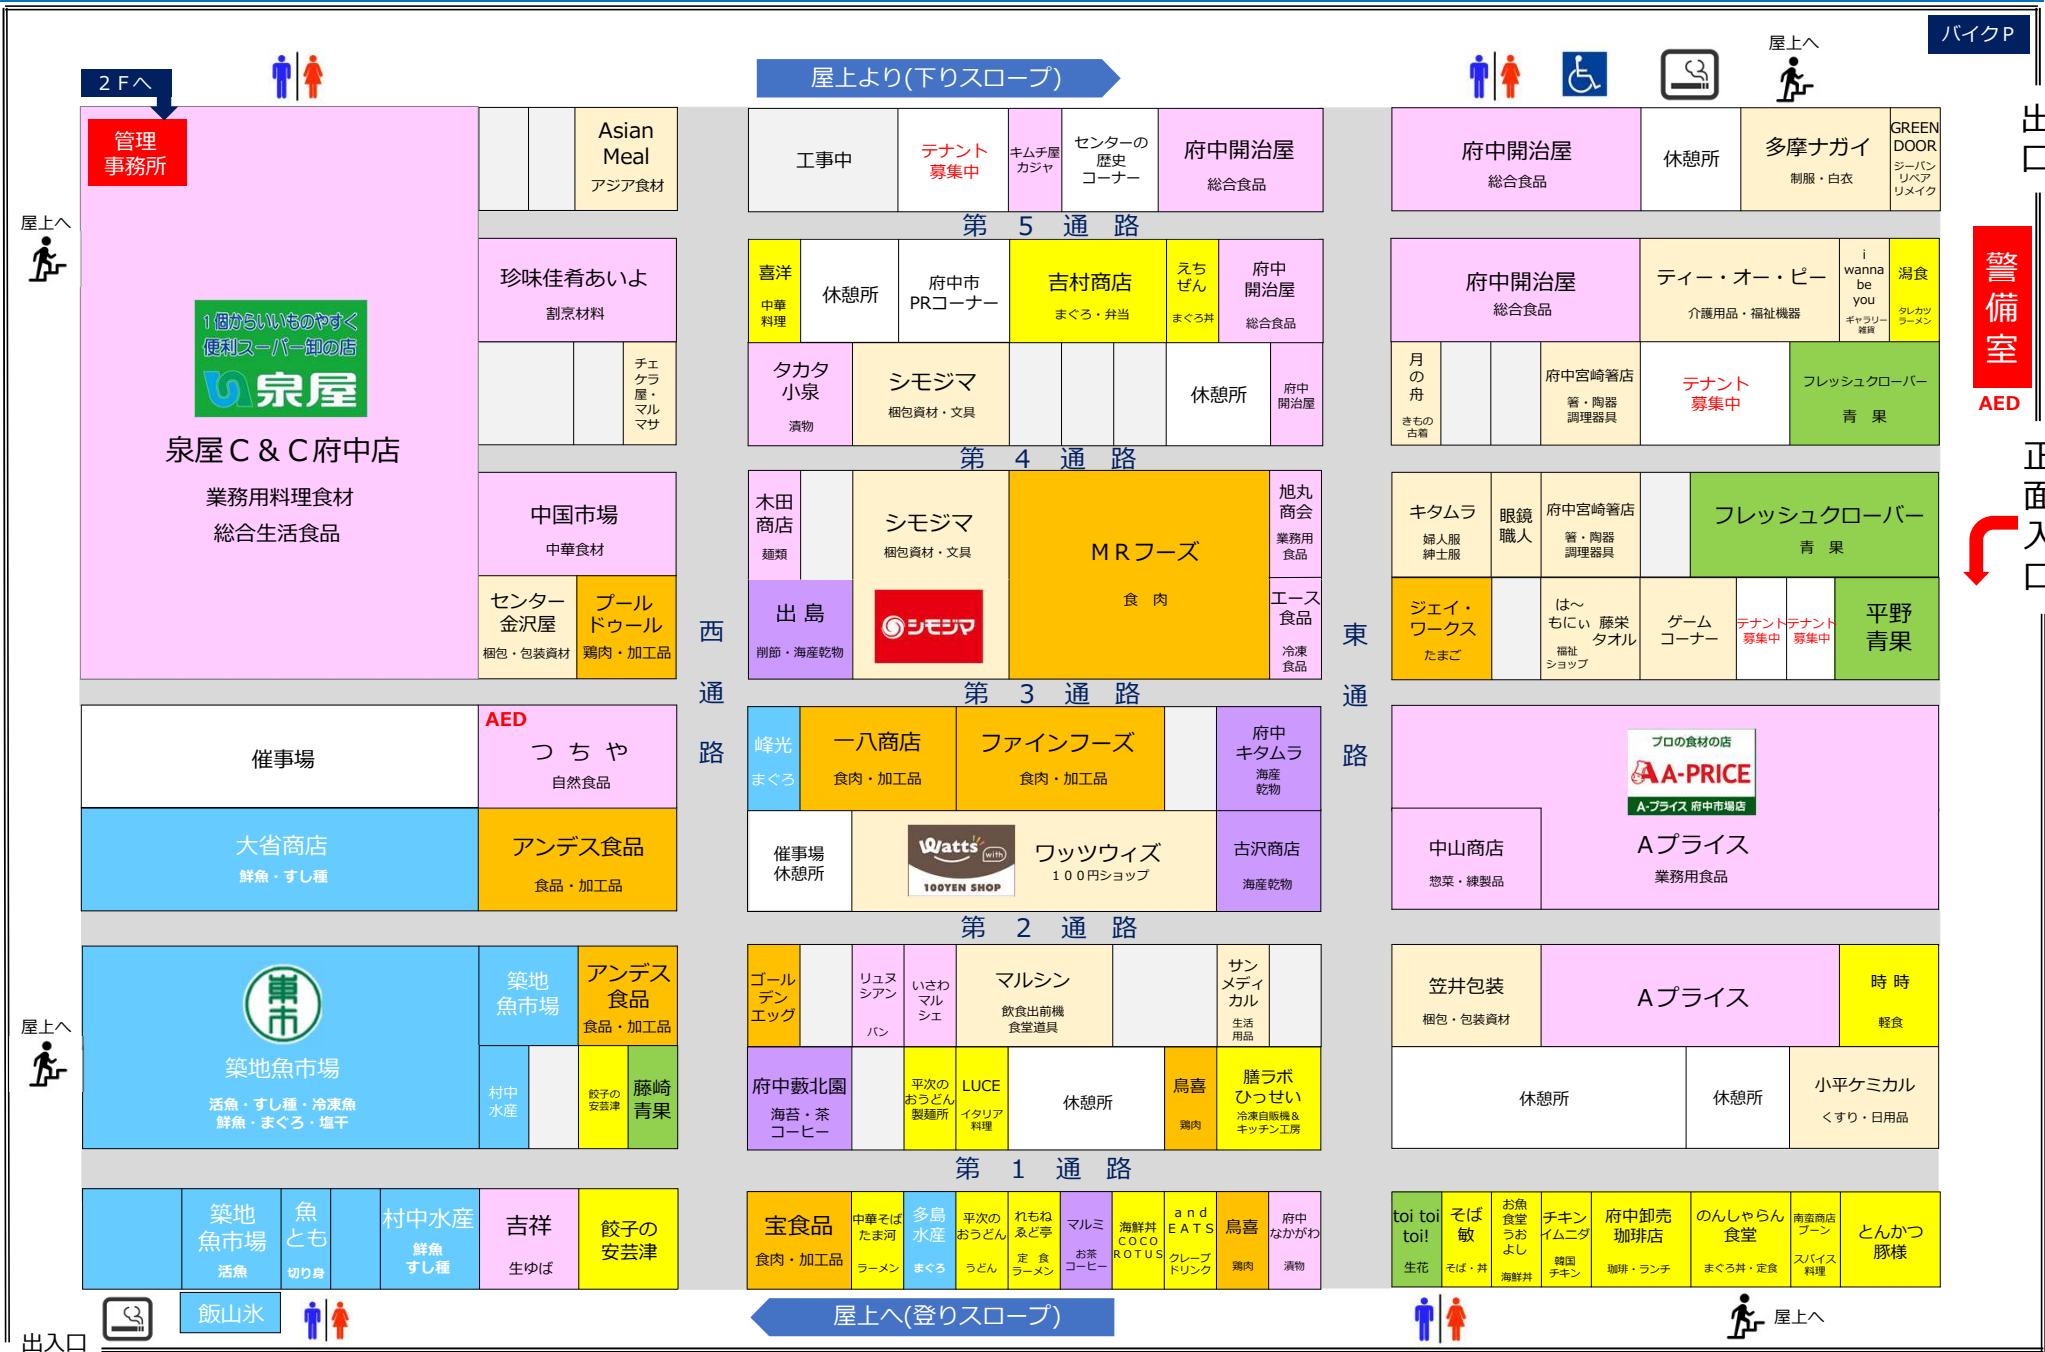 バイクP
2Fへ
屋上より(下りスロープ)
屋上へ
出口
管理
事務所
Asian
Meal
アジア食材
工事中
テナント
募集中
キムチ屋
カジヤ
センターの
歴史
コーナー
府中開治屋
総合食品
府中開治屋
総合食品
休憩所
多摩ナガイ
制服・白衣
GREEN
DOOR
ジーパン
リペア
リメイク
第5通路
屋上へ
1個からいいものやすく
便利スーパー卸の店
泉屋
泉屋C&C府中店
業務用料理食材
総合生活食品
珍味佳肴あいよ
割烹材料
喜洋
中華
料理
休憩所
府中市
PRコーナー
吉村商店
まぐろ・弁当
えち
ぜん
まぐろ丼
府中
開治屋
総合食品
府中開治屋
総合食品
ティー・オー・ピー
介護用品・福祉機器
i
wanna
be
you
ギャラリー
雑貨
潟食
タレカツ
ラーメン
警備室
AED
チェ
ケラ
屋・
マル
マサ
タカタ
小泉
漬物
シモジマ
梱包資材・文具
休憩所
府中
開治屋
月の舟
きもの
古着
府中宮崎箸店
箸・陶器
調理器具
テナント
募集中
フレッシュクローバー
青果
第4通路
正面入口
中国市場
中華食材
木田
商店
麺類
シモジマ
梱包資材・文具
シモジマ
MRフーズ
食肉
旭丸
商会
業務用
食品
キタムラ
婦人服
紳士服
眼鏡
職人
府中宮崎箸店
箸・陶器
調理器具
フレッシュクローバー
青果
センター
金沢屋
梱包・包装資材
プール
ドゥール
鶏肉・加工品
出島
削節・海産乾物
エース
食品
冷凍
食品
ジェイ・
ワークス
たまご
は～
もにぃ
福祉
ショップ
藤栄
タオル
ゲーム
コーナー
テナント
募集中
テナント
募集中
平野
青果
西通路
東通路
第3通路
催事場
AED
つちや
自然食品
峰光
まぐろ
一八商店
食肉・加工品
ファインフーズ
食肉・加工品
府中
キタムラ
海産
乾物
プロの食材の店
A-PRICE
A-プライス 府中市場店
Aプライス
業務用食品
大省商店
鮮魚・すし種
アンデス食品
食品・加工品
催事場
休憩所
Watts with
100YEN SHOP
ワッツウィズ
100円ショップ
古沢商店
海産乾物
中山商店
惣菜・練製品
第2通路
屋上へ
東市
築地魚市場
活魚・すし種・冷凍魚
鮮魚・まぐろ・塩干
築地
魚市場
アンデス
食品
食品・加工品
ゴール
デン
エッグ
リュヌ
シアン
パン
いさわ
マル
シェ
マルシン
飲食出前機
食堂道具
サン
メディ
カル
生活
用品
笠井包装
梱包・包装資材
Aプライス
時時
軽食
村中
水産
餃子の
安芸津
藤崎
青果
府中藪北園
海苔・茶
コーヒー
平次の
おうどん
製麺所
LUCE
イタリア
料理
休憩所
鳥喜
鶏肉
膳ラボ
ひっせい
冷凍自販機&
キッチン工房
休憩所
休憩所
小平ケミカル
くすり・日用品
第1通路
築地
魚市場
活魚
魚
とも
切り身
村中水産
鮮魚
すし種
吉祥
生ゆば
餃子の
安芸津
宝食品
食肉・加工品
中華そば
たま河
ラーメン
多島
水産
まぐろ
平次の
おうどん
うどん
れもね
ゑど亭
定食
ラーメン
マルミ
お茶
コーヒー
海鮮丼
COCO
ROTUS
and
EATS
クレープ
ドリンク
鳥喜
鶏肉
府中
なかがわ
漬物
toi toi
toi!
生花
そば
敏
そば・丼
お魚
食堂
うお
よし
海鮮丼
チキン
イムニダ
韓国
チキン
府中卸売
珈琲店
珈琲・ランチ
のんしゃらん
食堂
まぐろ丼・定食
南蛮商店
ブーン
スパイス
料理
とんかつ
豚様
飯山氷
屋上へ(登りスロープ)
屋上へ
出入口